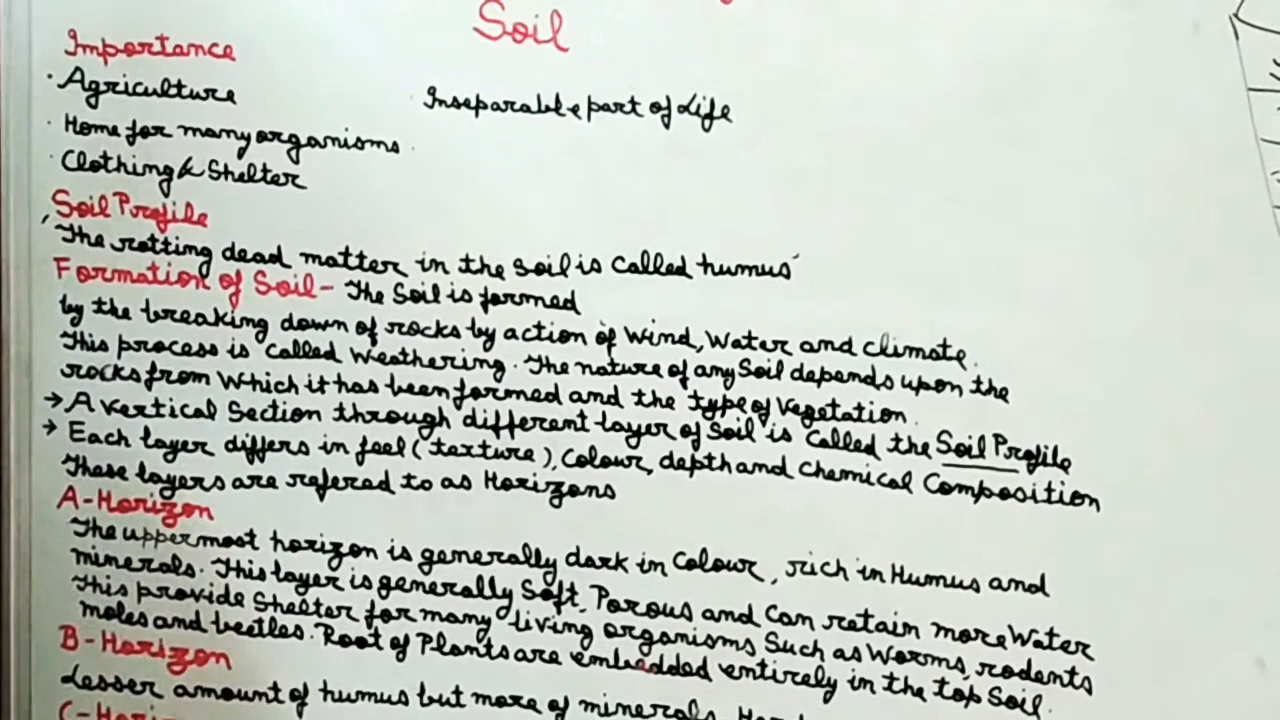 Soil
Importance
· Agriculture
Inseparable part of Life
· Home for many organisms
· Clothing & Shelter
Soil Profile
The rotting dead matter in the soil is called humus
Formation of Soil - The Soil is formed
by the breaking down of rocks by action of Wind, Water and climate.
This process is called Weathering. The nature of any Soil depends upon the
rocks from which it has been formed and the type of Vegetation.
→ A vertical Section through different layer of Soil is called the Soil Profile
→ Each layer differs in feel (texture), Colour, depth and Chemical Composition
These layers are refered to as Horizons
A-Horizon
The uppermost horizon is generally dark in Colour, rich in Humus and
minerals. This layer is generally Soft, Porous and Can retain more Water
This provide Shelter for many living organisms Such as Worms, rodents
moles and beetles. Root of Plants are embedded entirely in the top Soil.
B-Horizon
Lesser amount of humus but more of minerals.